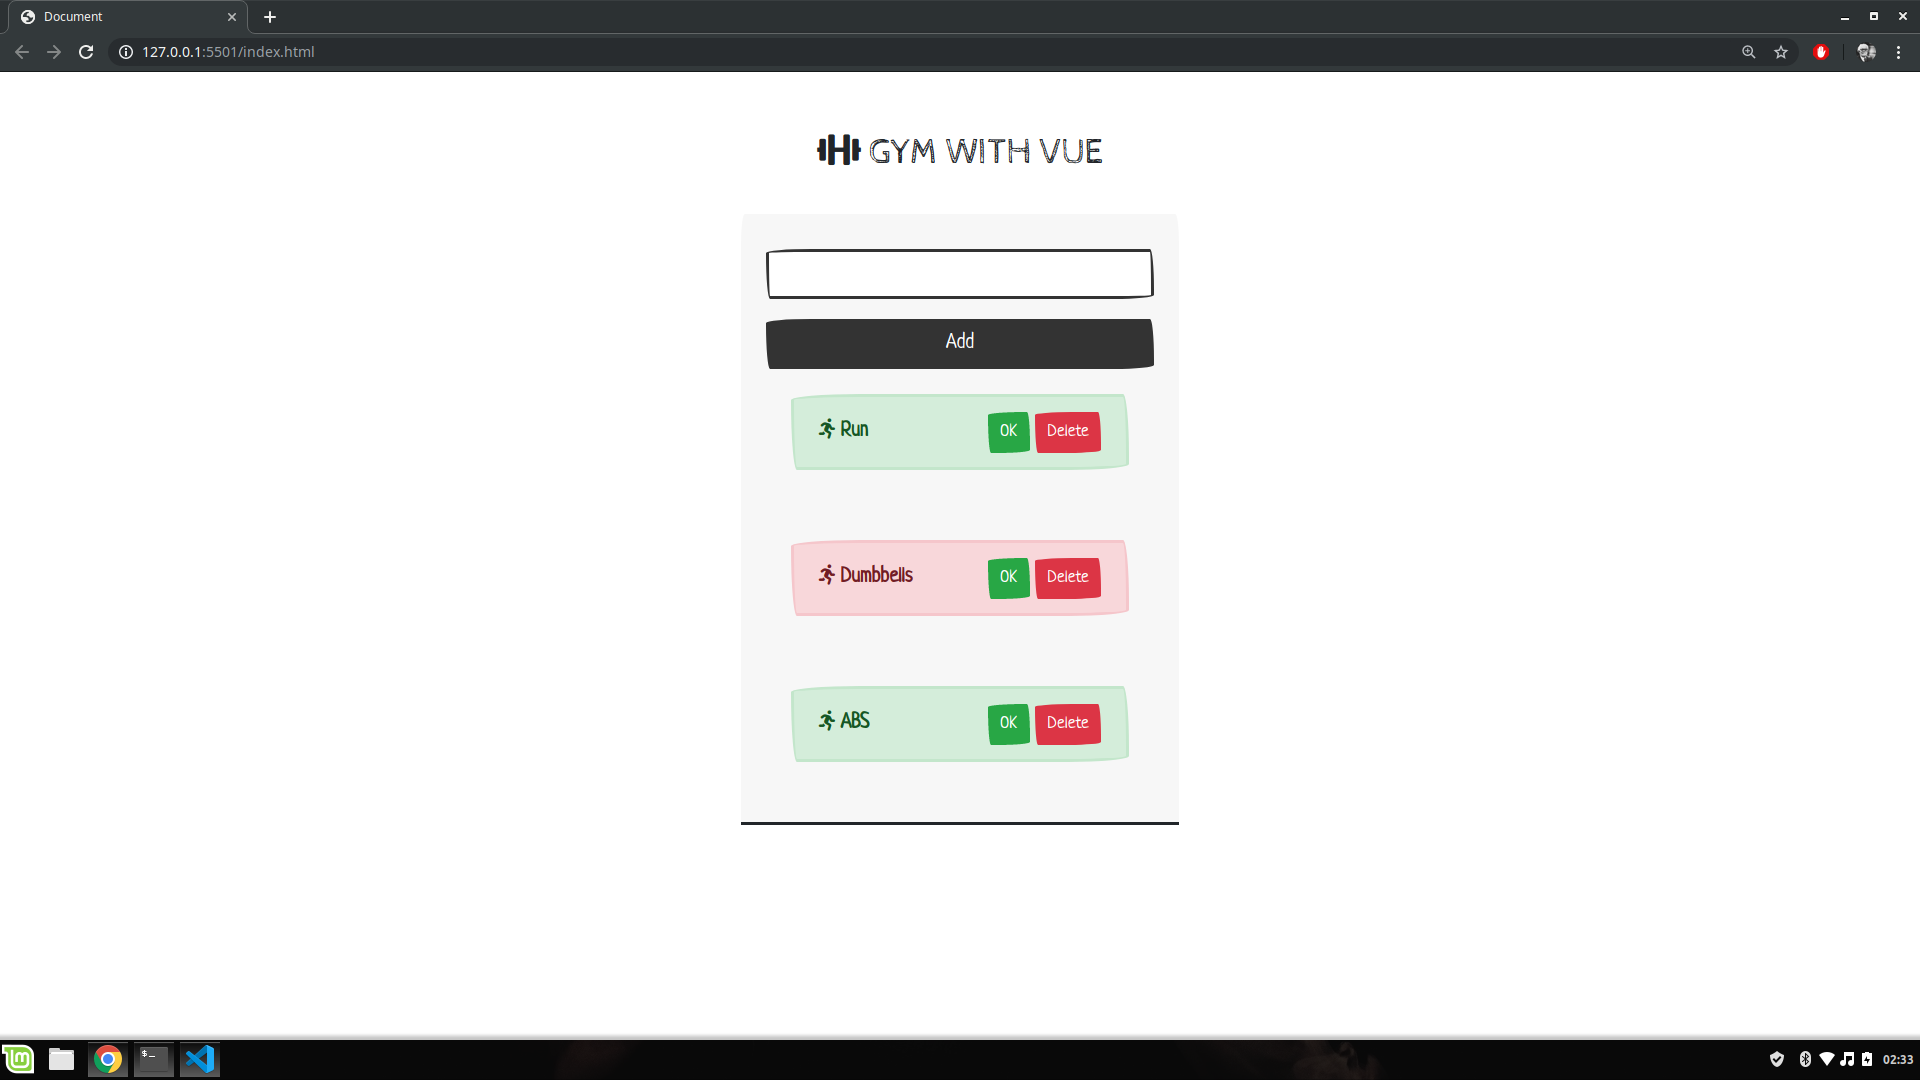 Document
127.0.0.1:5501/index.html
GYM WITH VUE
Add
Run OK Delete
Dumbbells OK Delete
ABS OK Delete
$_
02:33